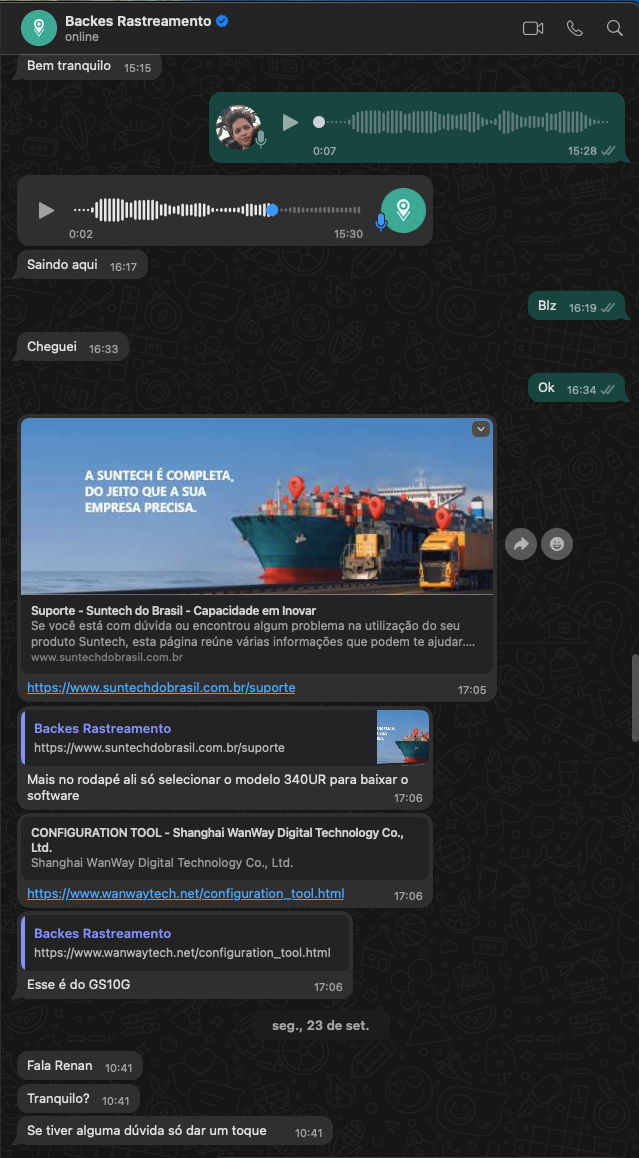 Backes Rastreamento
online
Bem tranquilo 15:15
0:07 15:28
0:02 15:30
Saindo aqui 16:17
Blz 16:19
Cheguei 16:33
Ok 16:34
A SUNTECH É COMPLETA,
DO JEITO QUE A SUA
EMPRESA PRECISA.
Suporte - Suntech do Brasil - Capacidade em Inovar
Se você está com dúvida ou encontrou algum problema na utilização do seu
produto Suntech, esta página reúne várias informações que podem te ajudar....
www.suntechdobrasil.com.br
https://www.suntechdobrasil.com.br/suporte 17:05
Backes Rastreamento
https://www.suntechdobrasil.com.br/suporte
Mais no rodapé ali só selecionar o modelo 340UR para baixar o
software 17:06
CONFIGURATION TOOL - Shanghai WanWay Digital Technology Co.,
Ltd.
Shanghai WanWay Digital Technology Co., Ltd.
https://www.wanwaytech.net/configuration_tool.html 17:06
Backes Rastreamento
https://www.wanwaytech.net/configuration_tool.html
Esse é do GS10G 17:06
seg., 23 de set.
Fala Renan 10:41
Tranquilo? 10:41
Se tiver alguma dúvida só dar um toque 10:41